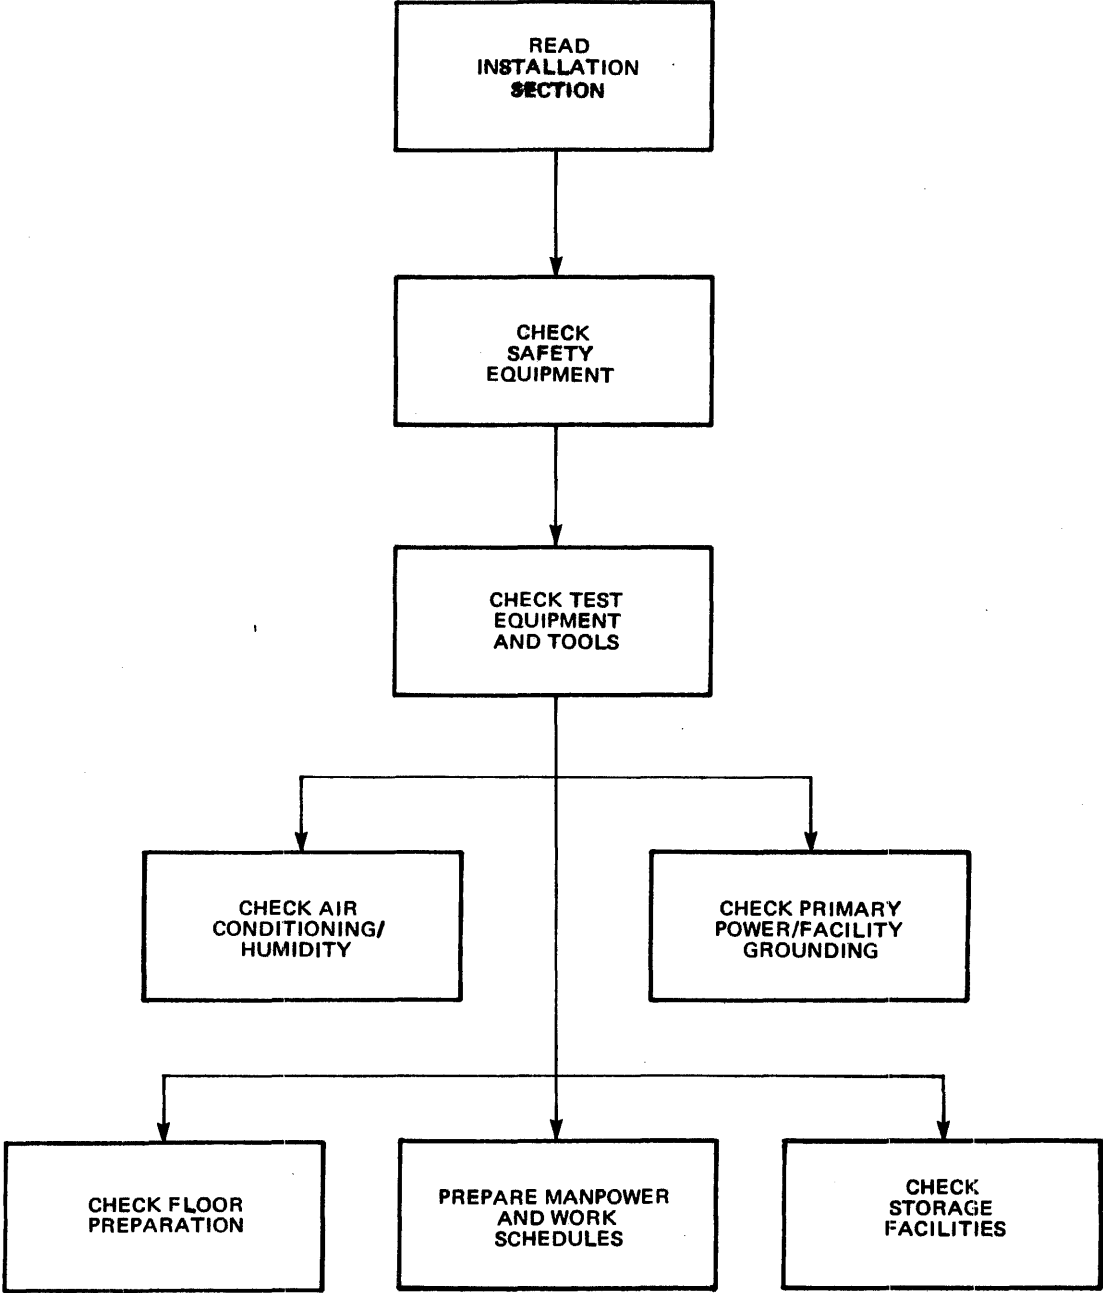 READ
INSTALLATION
SECTION
CHECK
SAFETY
EQUIPMENT
CHECK TEST
EQUIPMENT
AND TOOLS
CHECK AIR
CONDITIONING/
HUMIDITY
CHECK PRIMARY
POWER/FACILITY
GROUNDING
CHECK FLOOR
PREPARATION
PREPARE MANPOWER
AND WORK
SCHEDULES
CHECK
STORAGE
FACILITIES